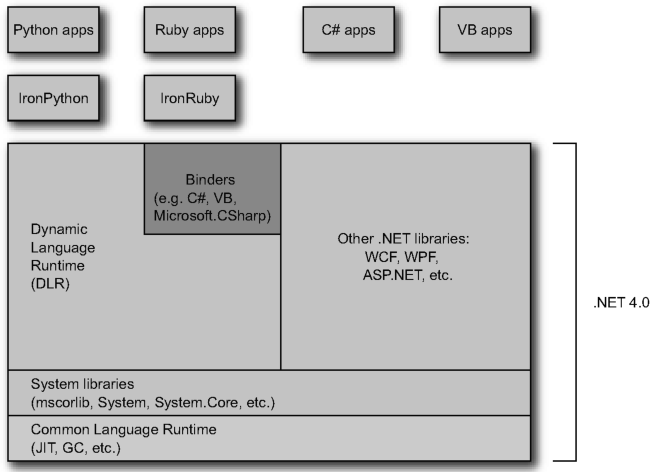 Python apps
Ruby apps
C# apps
VB apps
IronPython
IronRuby
Binders
(e.g. C#, VB,
Microsoft.CSharp)
Dynamic
Language
Runtime
(DLR)
Other .NET libraries:
WCF, WPF,
ASP.NET, etc.
.NET 4.0
System libraries
(mscorlib, System, System.Core, etc.)
Common Language Runtime
(JIT, GC, etc.)